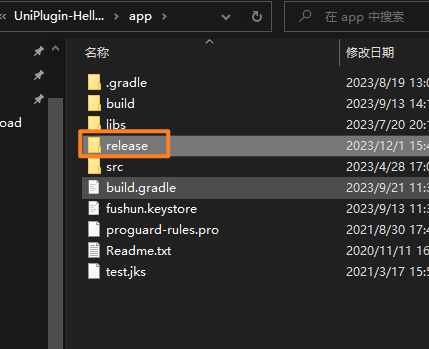 UniPlugin-Hell... app
在 app 中搜索
名称 修改日期
.gradle 2023/8/19 13:0
build 2023/9/13 14:1
libs 2023/7/20 20:
release 2023/12/1 15:4
src 2023/4/28 17:0
build.gradle 2023/9/21 11:3
fushun.keystore 2023/9/13 11:3
proguard-rules.pro 2021/8/30 17:4
Readme.txt 2020/11/11 16
test.jks 2021/3/17 15:5
oad